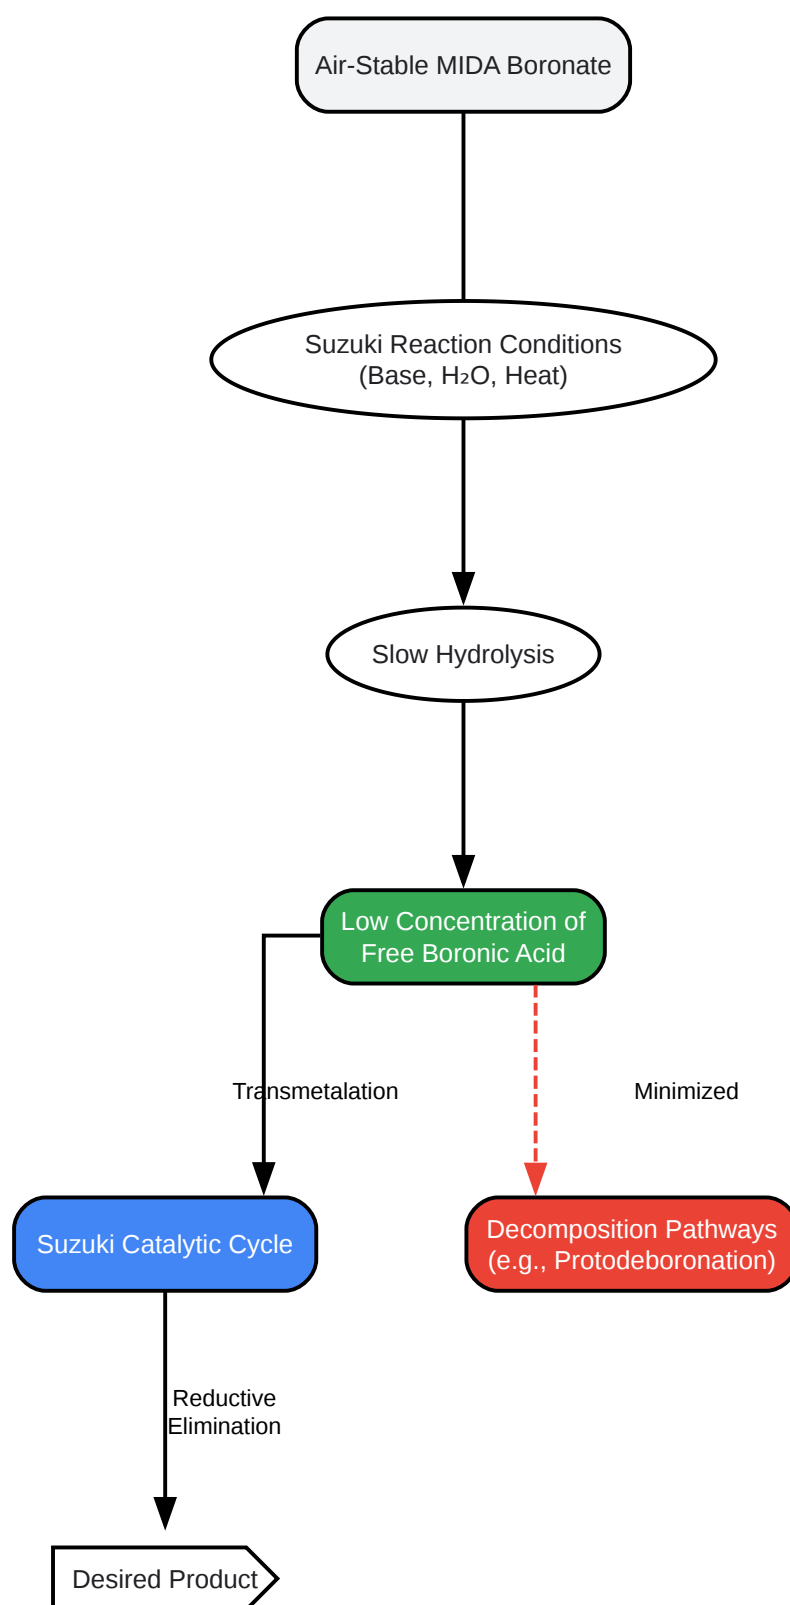 Air-Stable MIDA Boronate
Suzuki Reaction Conditions
(Base, H₂O, Heat)
Slow Hydrolysis
Low Concentration of
Free Boronic Acid
Transmetalation
Minimized
Suzuki Catalytic Cycle
Decomposition Pathways
(e.g., Protodeboronation)
Reductive
Elimination
Desired Product